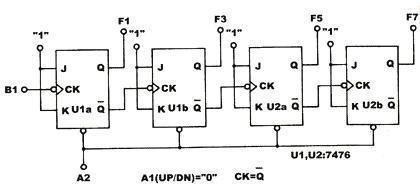 F1 F3 F5 F7
"1" "1" "1" "1"
J Q J Q J Q J Q
B1 CK CK CK CK
K U1a Q̅ K U1b Q̅ K U2a Q̅ K U2b Q̅
U1,U2:7476
A2 A1(UP/DN)="0" CK=Q̅